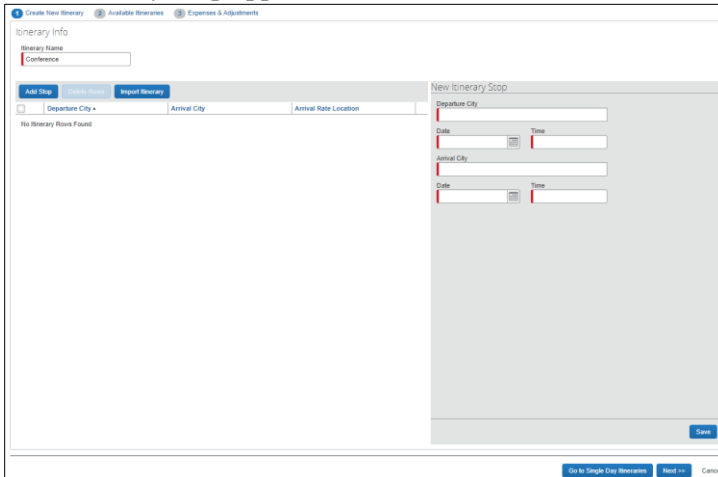 1 Create New Itinerary 2 Available Itineraries 3 Expenses & Adjustments
Itinerary Info
Itinerary Name
Conference
Add Stop Delete Rows Import Itinerary
Departure City Arrival City Arrival Rate Location
No Itinerary Rows Found
New Itinerary Stop
Departure City
Date Time
Arrival City
Date Time
Save
Go to Single Day Itineraries Next >> Cancel